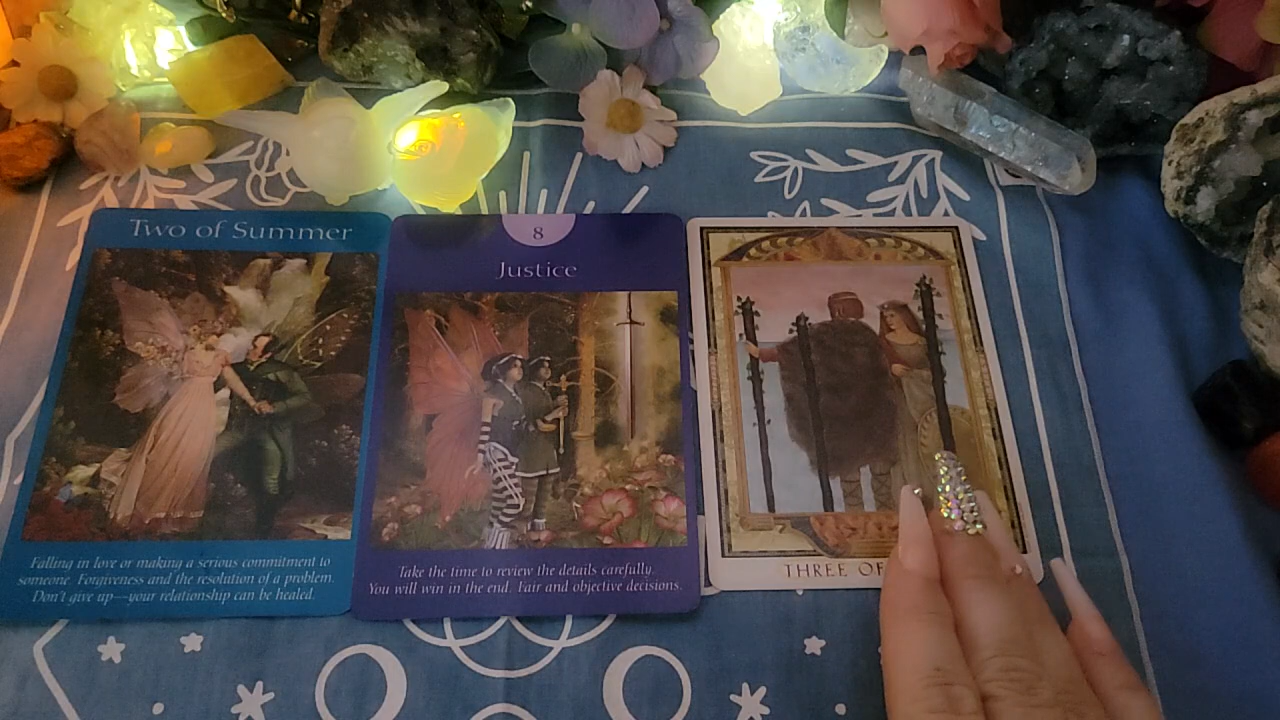 Two of Summer
Falling in love or making a serious commitment to
someone. Forgiveness and the resolution of a problem.
Don't give up—your relationship can be healed.
8
Justice
Take the time to review the details carefully.
You will win in the end. Fair and objective decisions.
THREE OF